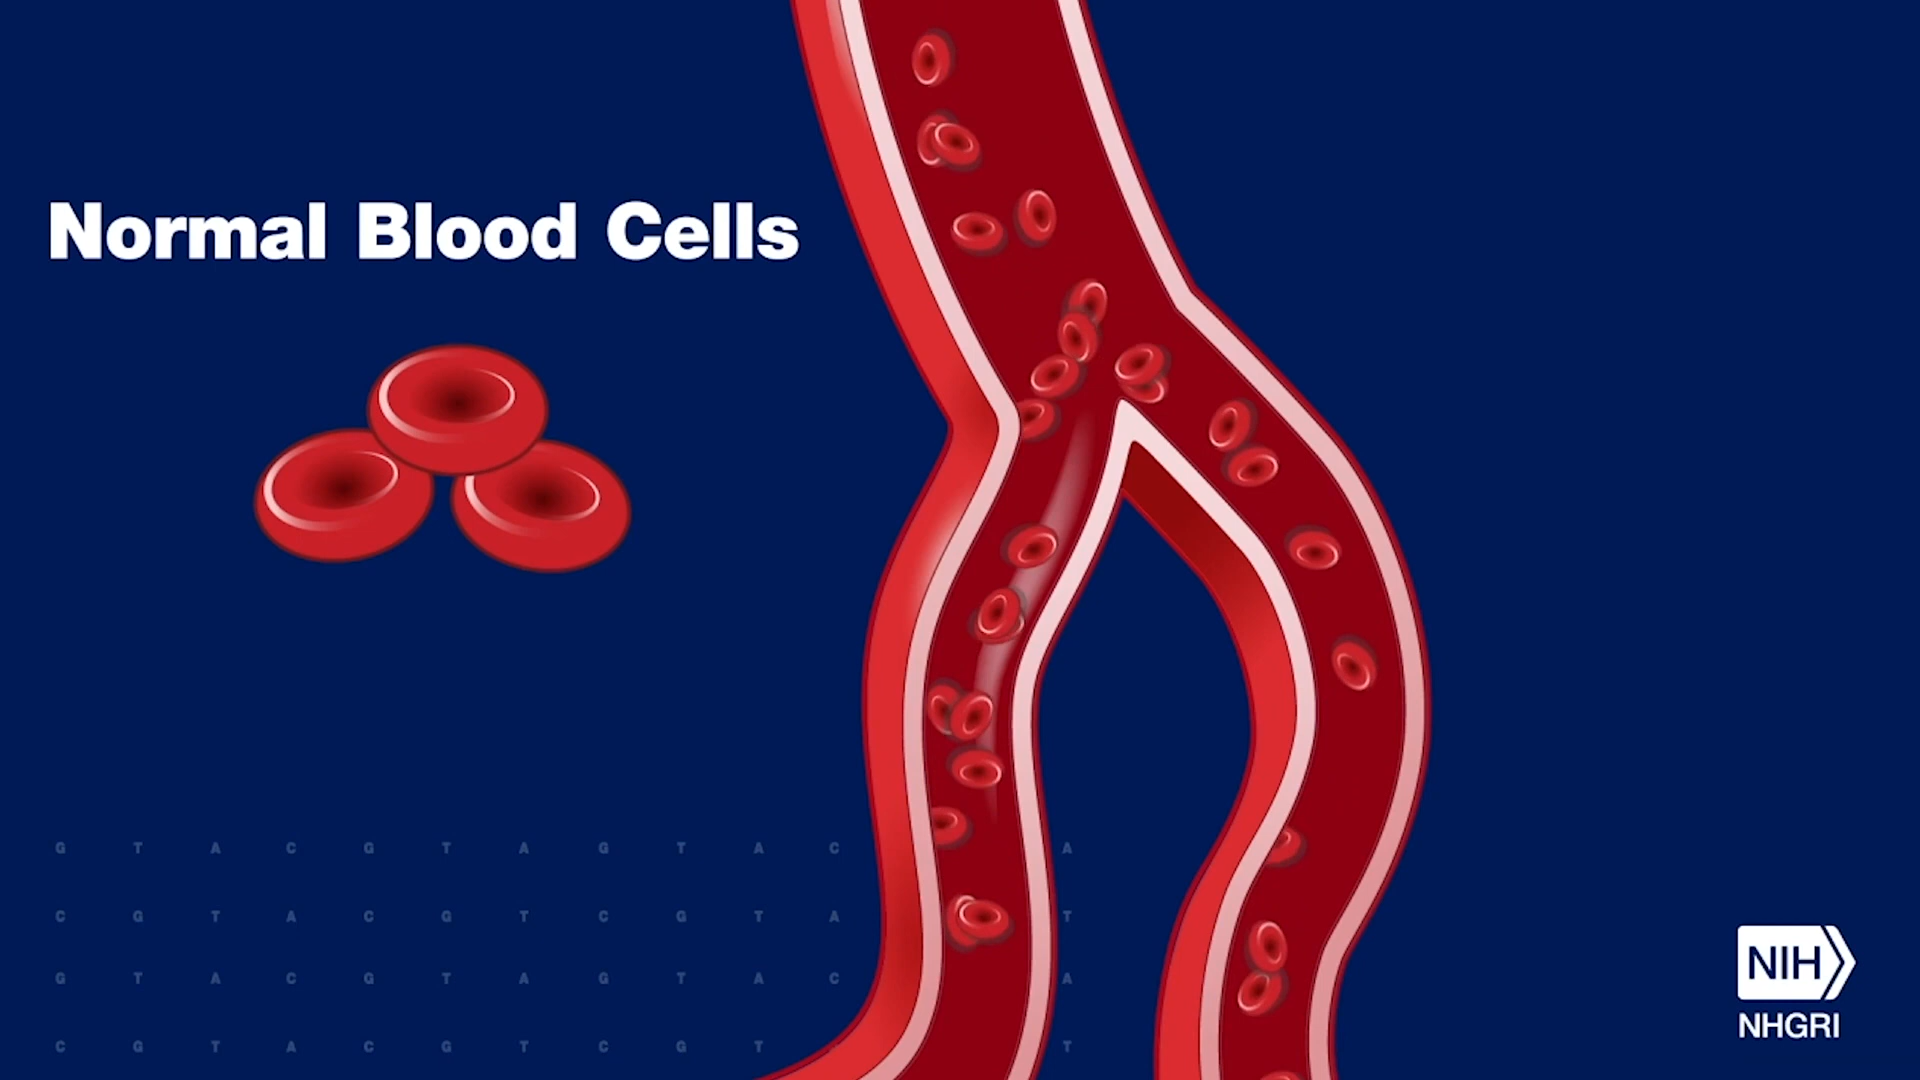 Normal Blood Cells
G T A C G T A G T A C A
C G T A C G T C G T A T
G T A C G T A G T A C A
C G T A C G T C G T T
NIH
NHGRI